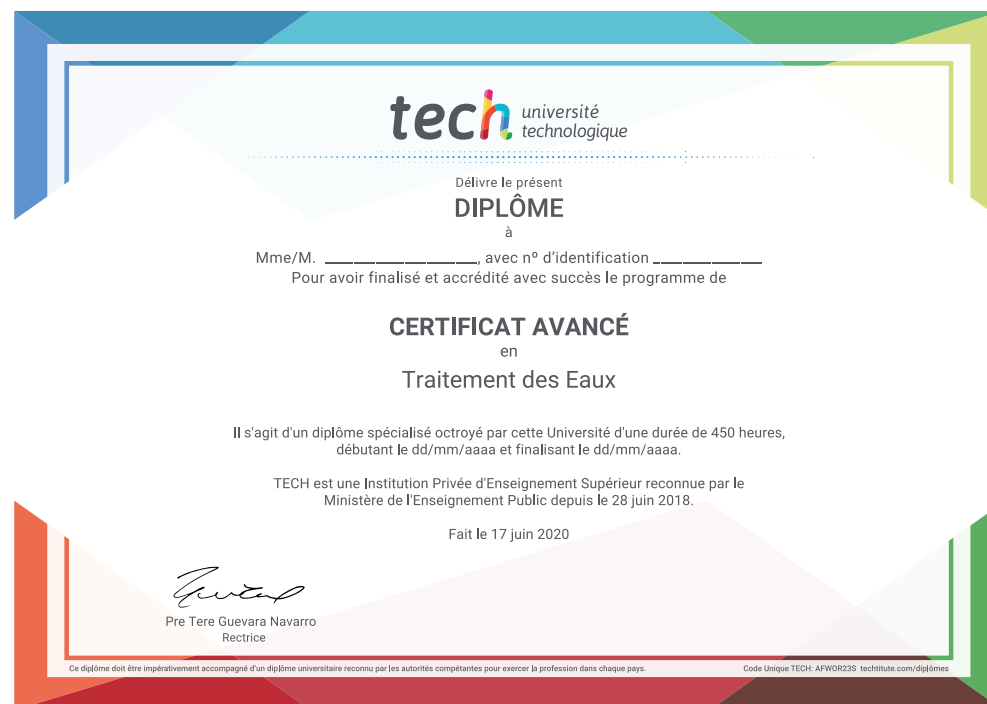 tech université
technologique
Délivre le présent
DIPLÔME
à
Mme/M. ____________________, avec nº d'identification ______________
Pour avoir finalisé et accrédité avec succès le programme de
CERTIFICAT AVANCÉ
en
Traitement des Eaux
Il s'agit d'un diplôme spécialisé octroyé par cette Université d'une durée de 450 heures,
débutant le dd/mm/aaaa et finalisant le dd/mm/aaaa.
TECH est une Institution Privée d'Enseignement Supérieur reconnue par le
Ministère de l'Enseignement Public depuis le 28 juin 2018.
Fait le 17 juin 2020
Pre Tere Guevara Navarro
Rectrice
Ce diplôme doit être impérativement accompagné d'un diplôme universitaire reconnu par les autorités compétentes pour exercer la profession dans chaque pays.
Code Unique TECH: AFWOR23S techtitute.com/diplômes